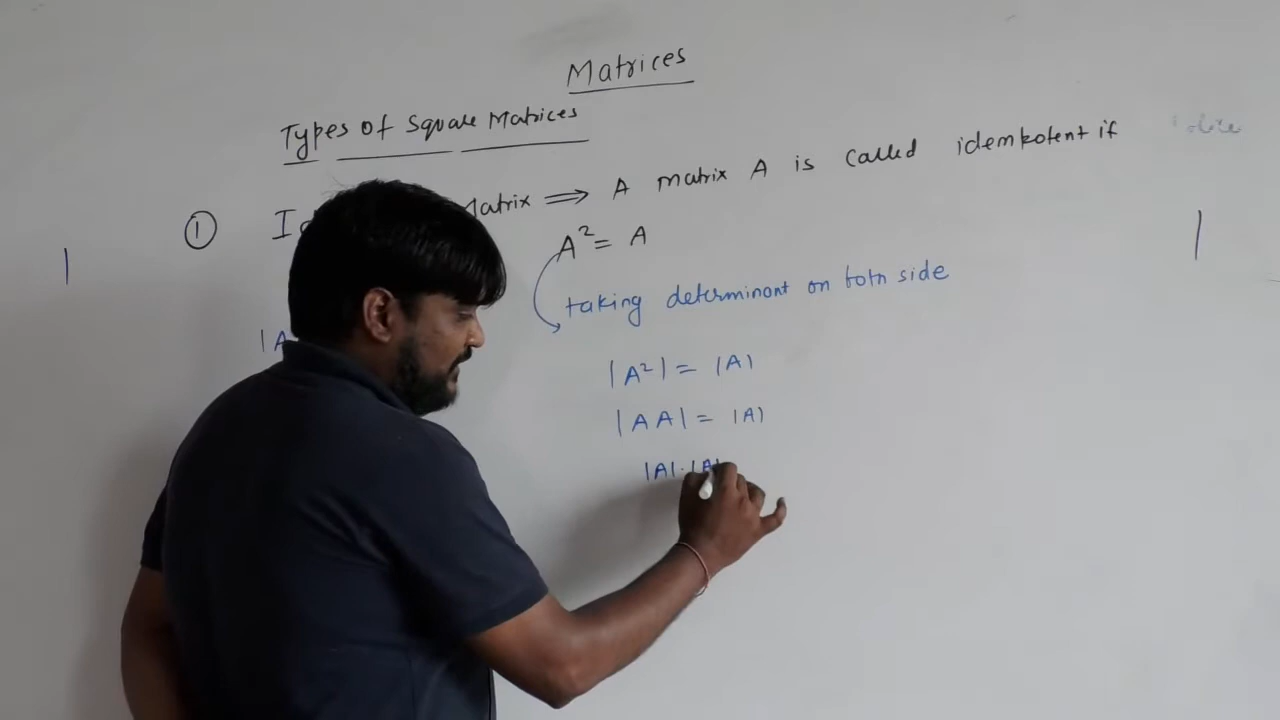 Matrices
Types of Square Matrices
① I Matrix ⟹ A matrix A is called idempotent if
A² = A
taking determinant on both side
|A
|A²| = |A|
|AA| = |A|
|A|·|A|